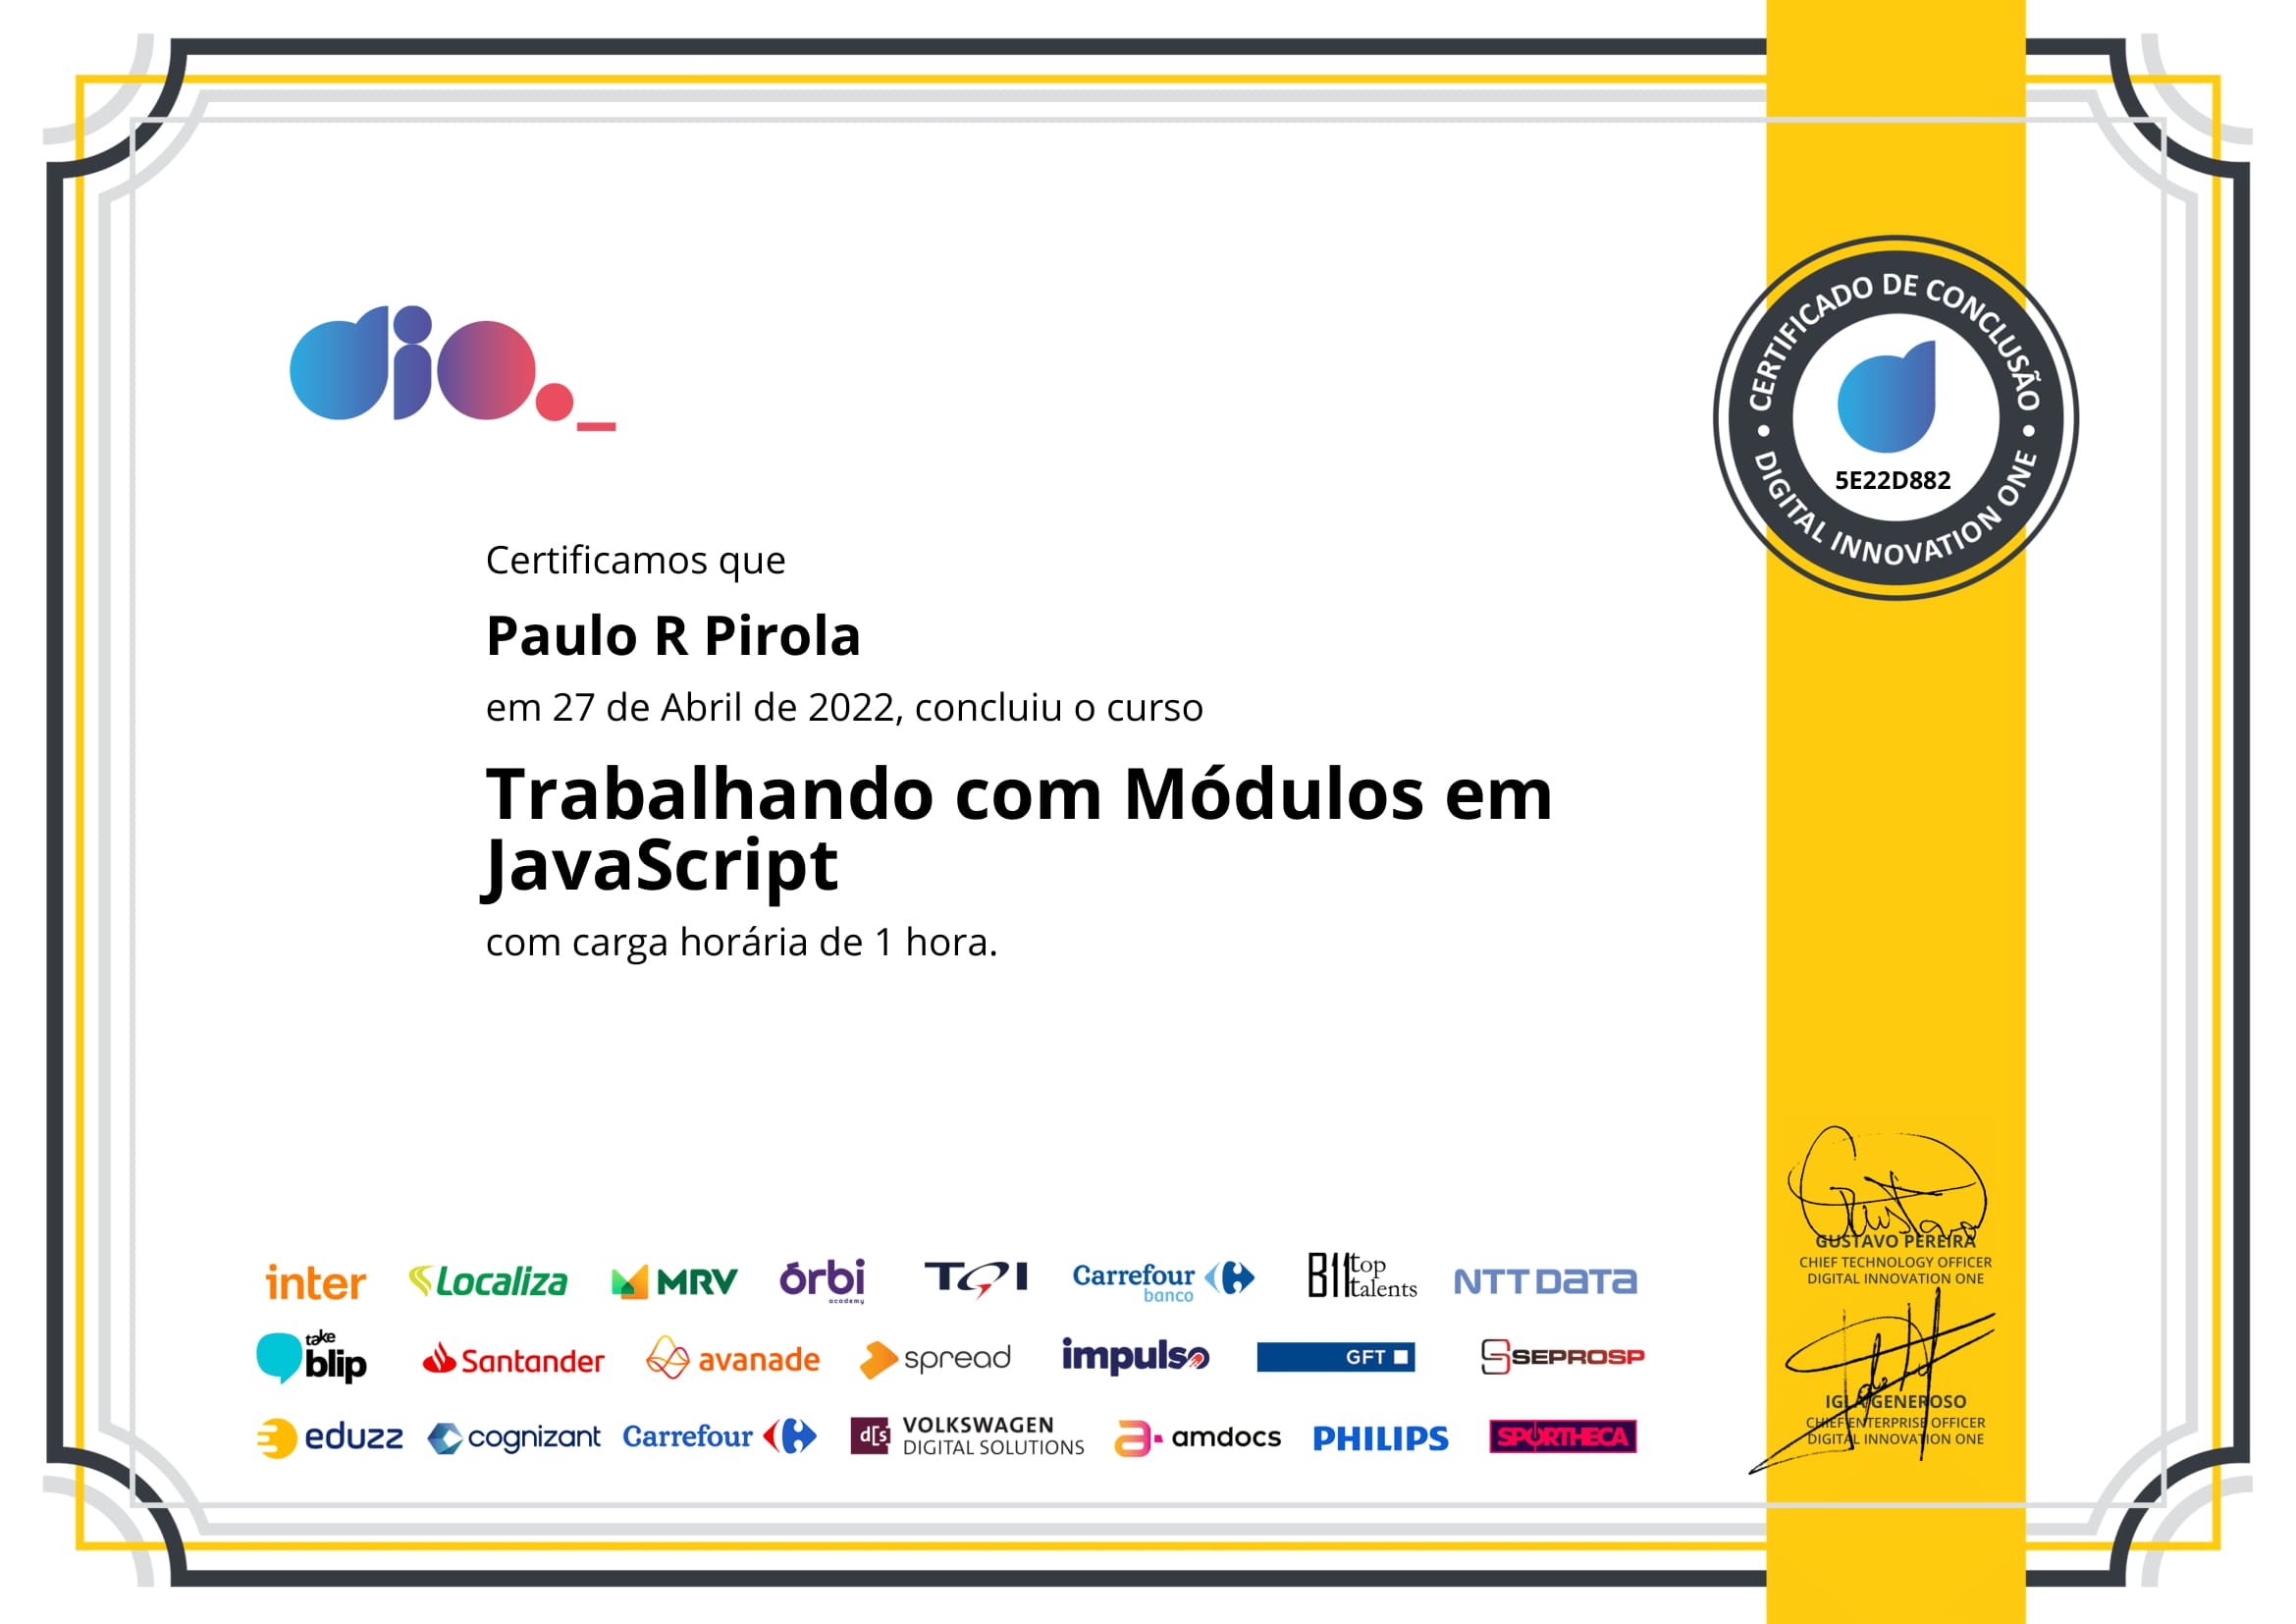 dio._
CERTIFICADO DE CONCLUSÃO
5E22D882
DIGITAL INNOVATION ONE
Certificamos que
Paulo R Pirola
em 27 de Abril de 2022, concluiu o curso
Trabalhando com Módulos em
JavaScript
com carga horária de 1 hora.
inter Localiza MRV órbi academy TQI Carrefour banco B11 top talents NTT DATA
take blip Santander avanade spread impulso GFT SEPROSP
eduzz cognizant Carrefour d[s] VOLKSWAGEN DIGITAL SOLUTIONS amdocs PHILIPS SPORTHECA
Gustavo
GUSTAVO PEREIRA
CHIEF TECHNOLOGY OFFICER
DIGITAL INNOVATION ONE
IGLÁ GENEROSO
CHIEF ENTERPRISE OFFICER
DIGITAL INNOVATION ONE